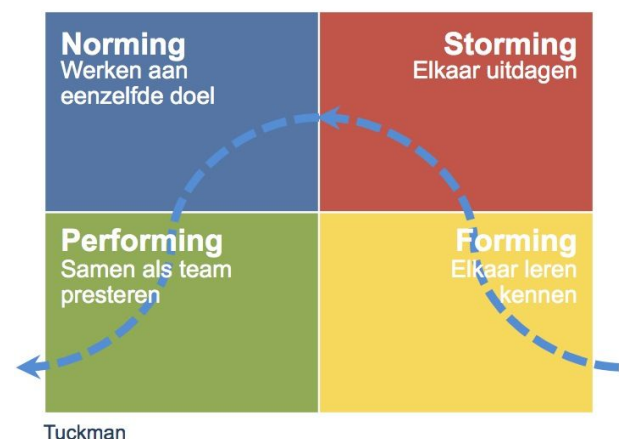 Norming
Werken aan
eenzelfde doel
Storming
Elkaar uitdagen
Performing
Samen als team
presteren
Forming
Elkaar leren
kennen
Tuckman